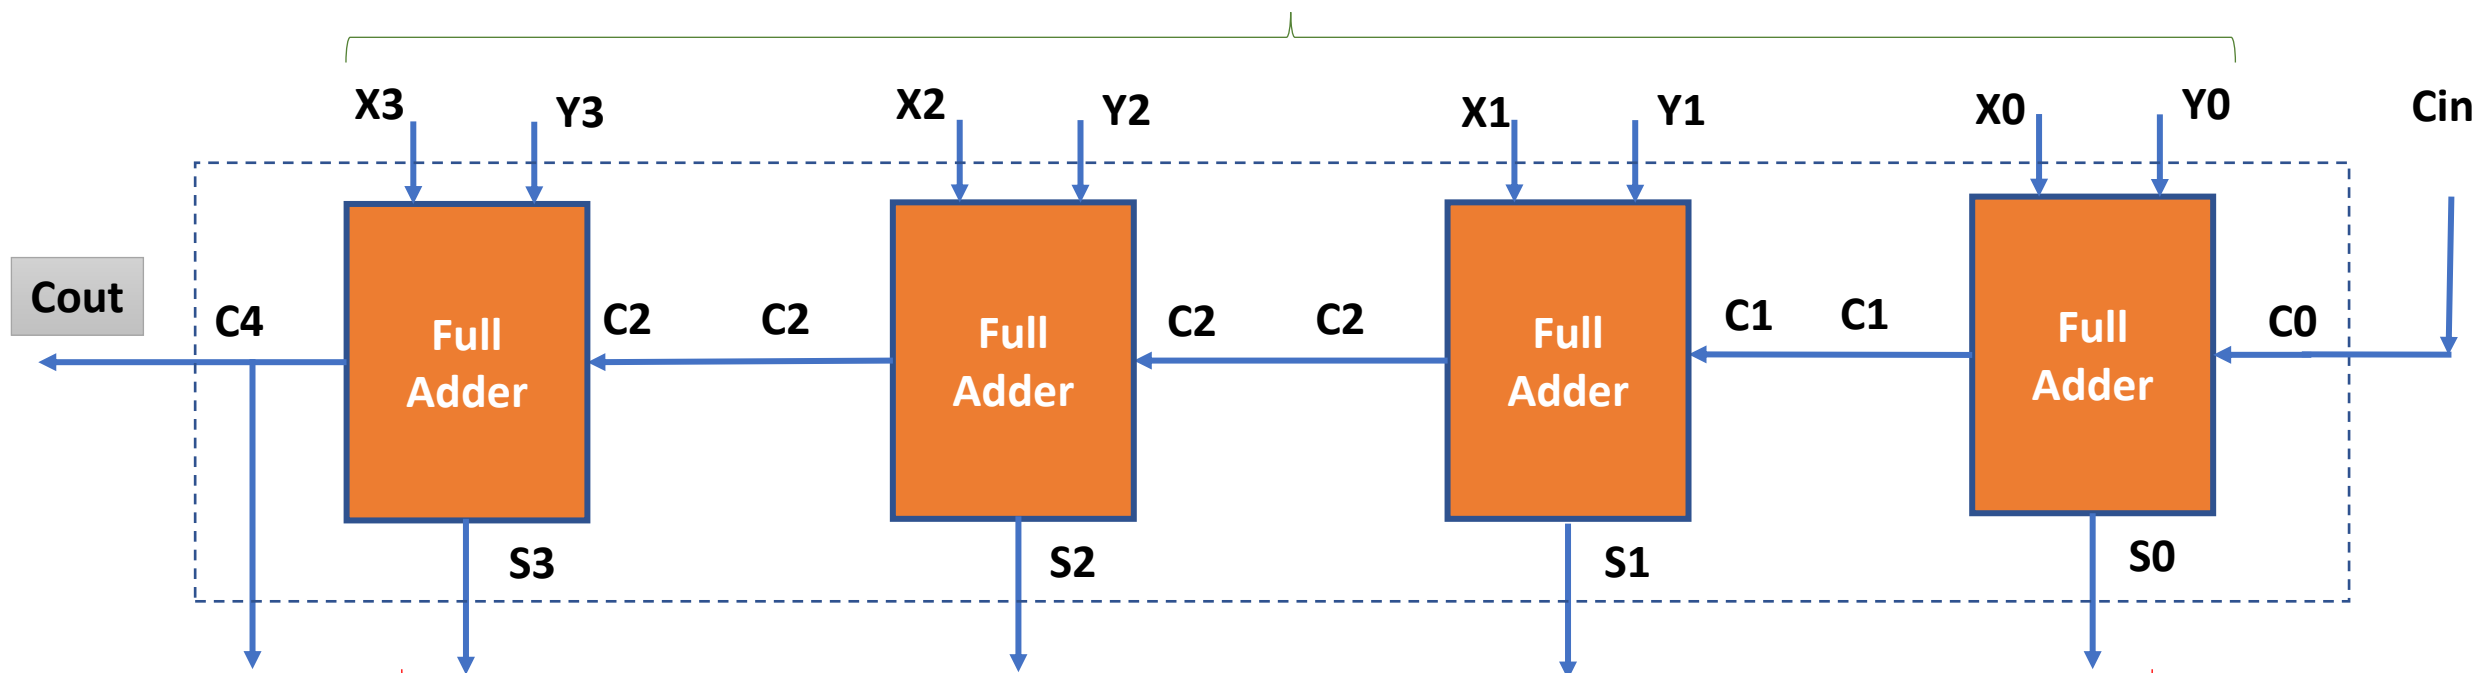 X3
Y3
X2
Y2
X1
Y1
X0
Y0
Cin
Cout
C4
Full
Adder
C2
C2
Full
Adder
C2
C2
Full
Adder
C1
C1
Full
Adder
C0
S3
S2
S1
S0